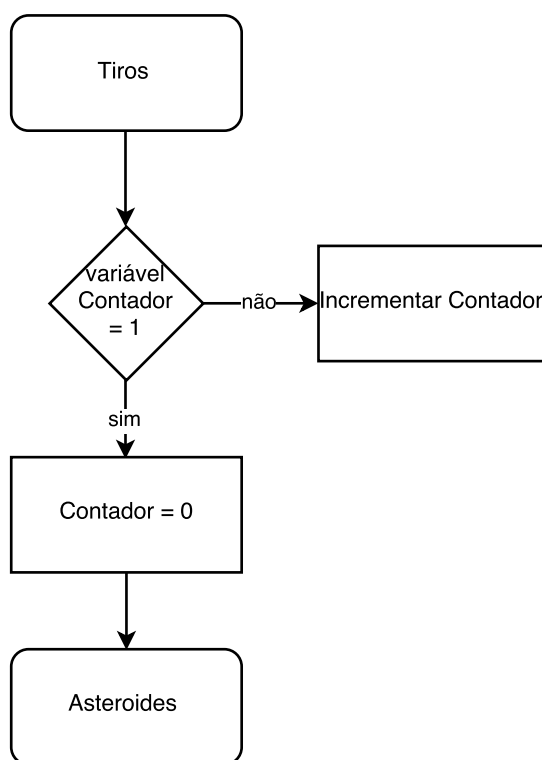 Tiros
variável
Contador
= 1
não
Incrementar Contador
sim
Contador = 0
Asteroides